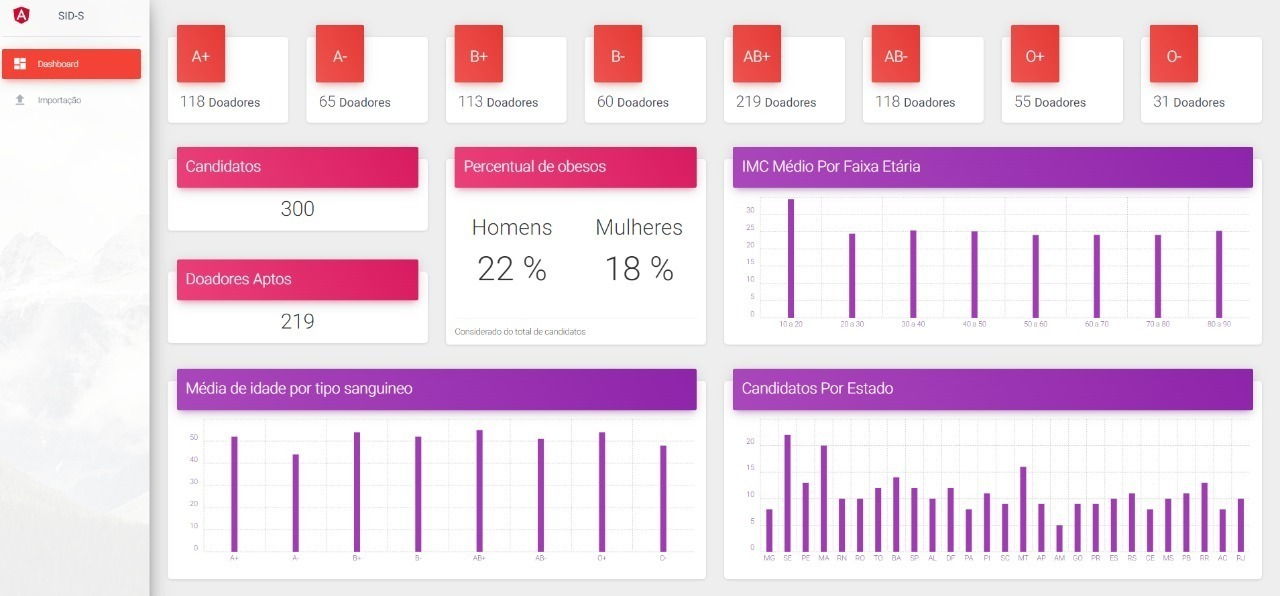 SID-S
Dashboard
Importação
A+
118 Doadores
A-
65 Doadores
B+
113 Doadores
B-
60 Doadores
AB+
219 Doadores
AB-
118 Doadores
O+
55 Doadores
O-
31 Doadores
Candidatos
300
Doadores Aptos
219
Percentual de obesos
Homens
Mulheres
22 %
18 %
Considerado do total de candidatos
IMC Médio Por Faixa Etária
30
25
20
15
10
5
0
10 a 20 20 a 30 30 a 40 40 a 50 50 a 60 60 a 70 70 a 80 80 a 90
Média de idade por tipo sanguineo
50
40
30
20
10
0
A+ A- B+ B- AB+ AB- O+ O-
Candidatos Por Estado
20
15
10
5
0
MG SE PE MA RN RO TO BA SP AL DF PA PI SC MT AP AM GO PR ES RS CE MS PB RR AC RJ